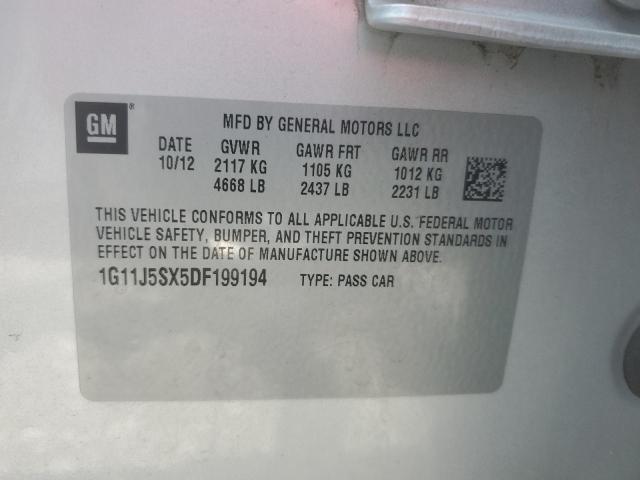 GM®
MFD BY GENERAL MOTORS LLC
DATE GVWR GAWR FRT GAWR RR
10/12 2117 KG 1105 KG 1012 KG
4668 LB 2437 LB 2231 LB
THIS VEHICLE CONFORMS TO ALL APPLICABLE U.S. FEDERAL MOTOR
VEHICLE SAFETY, BUMPER, AND THEFT PREVENTION STANDARDS IN
EFFECT ON THE DATE OF MANUFACTURE SHOWN ABOVE.
1G11J5SX5DF199194 TYPE: PASS CAR